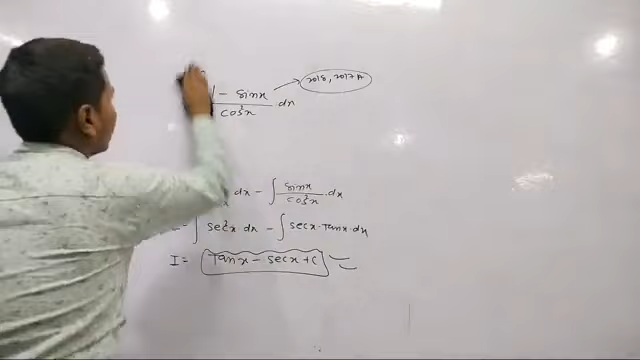 1 - sinx
cos²x dx → 2018, 2017 A
dx - ∫ sinx/cos²x .dx
∫ sec²x dx - ∫ secx.Tanx.dx
I = Tanx - secx + C